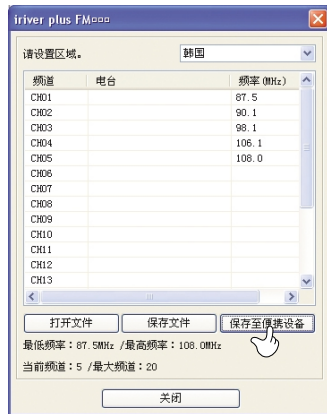 iriver plus FM¤¤¤
请设置区域。 韩国
频道 电台 频率(MHz)
CH01 87.5
CH02 90.1
CH03 98.1
CH04 106.1
CH05 108.0
CH06
CH07
CH08
CH09
CH10
CH11
CH12
CH13
打开文件 保存文件 保存至便携设备
最低频率：87.5MHz /最高频率：108.0MHz
当前频道：5 /最大频道：20
关闭